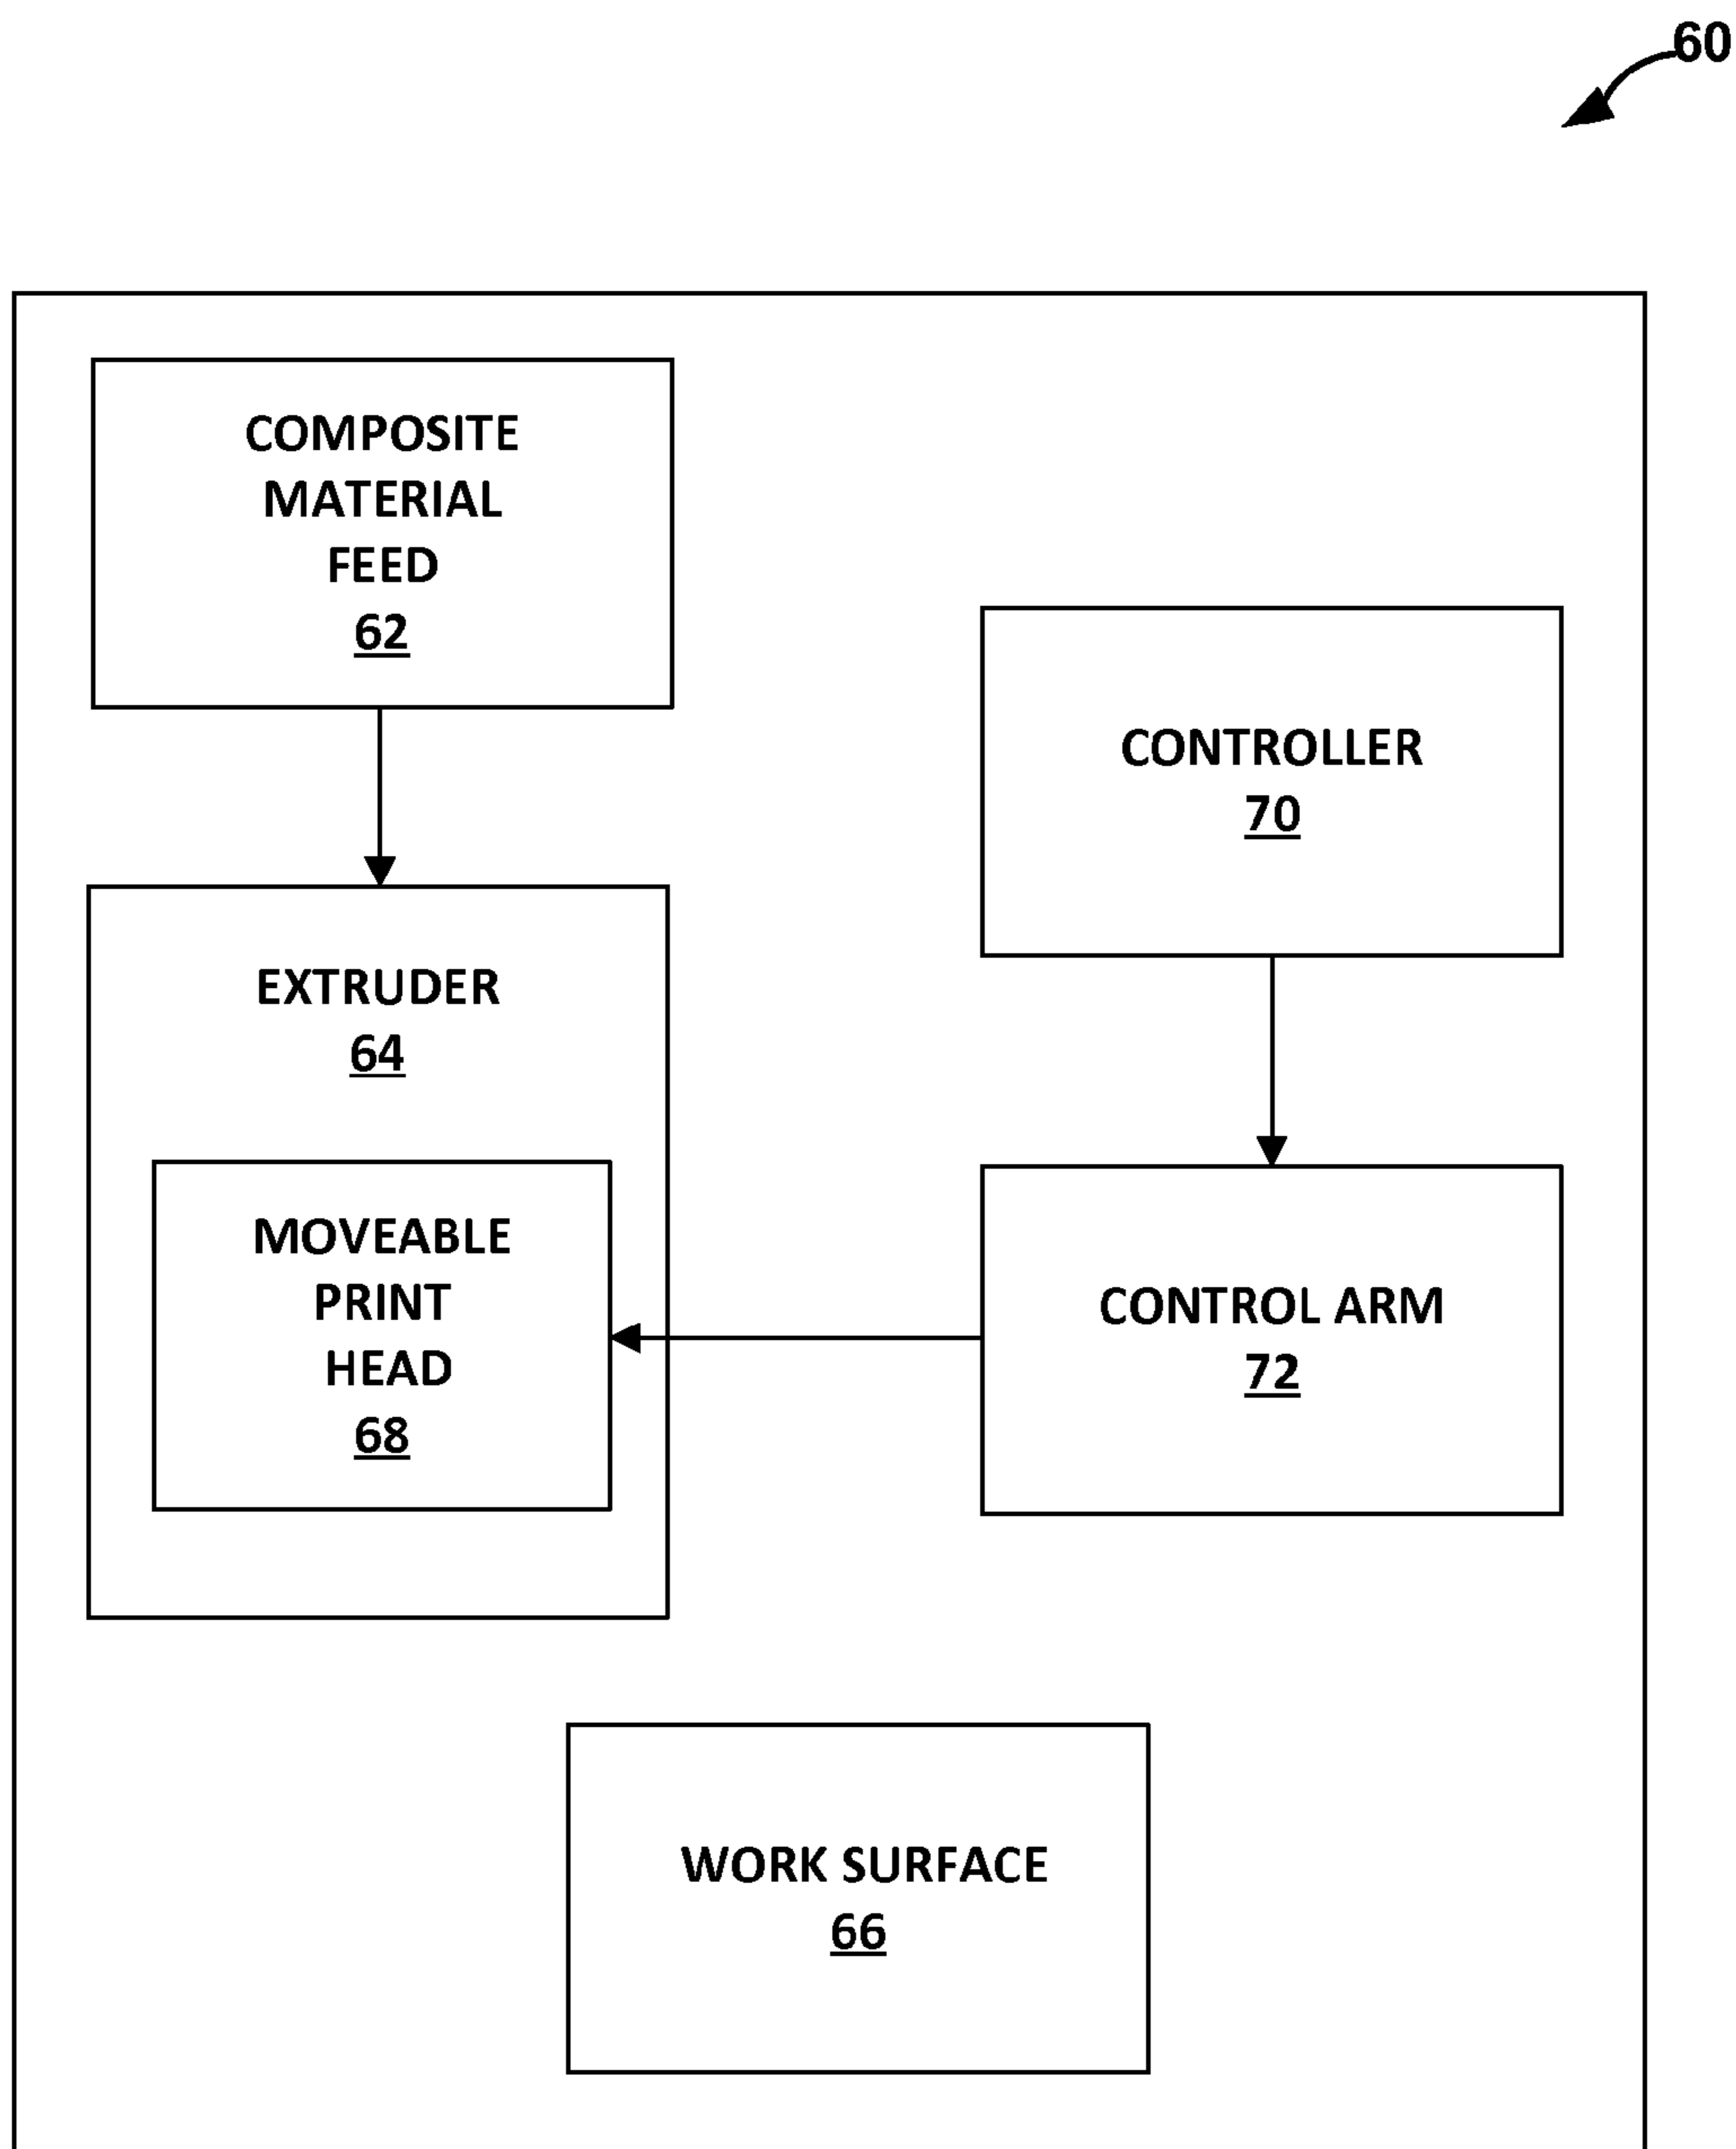 60
COMPOSITE
MATERIAL
FEED
62
CONTROLLER
70
EXTRUDER
64
MOVEABLE
PRINT
HEAD
68
CONTROL ARM
72
WORK SURFACE
66